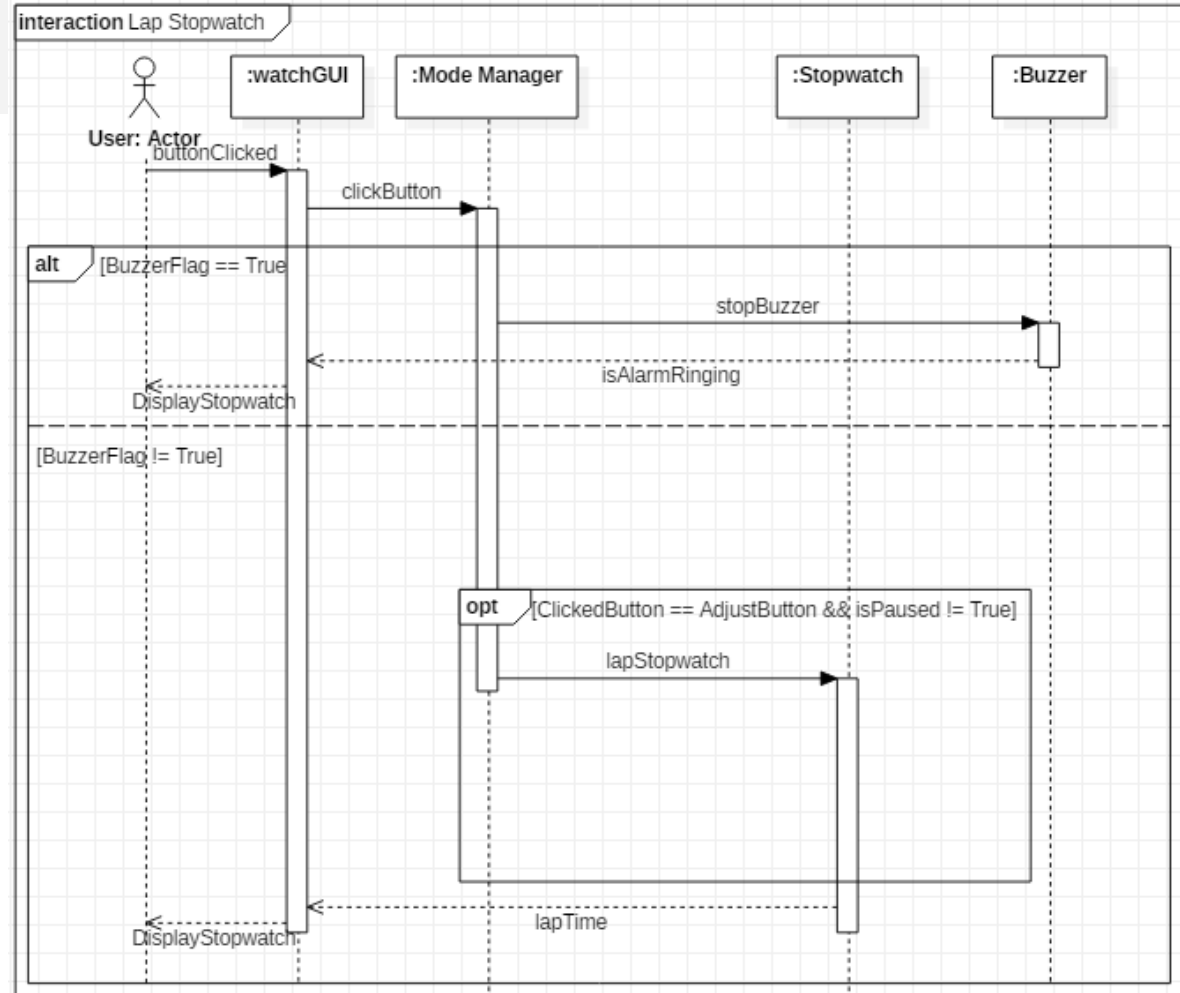 interaction Lap Stopwatch
:watchGUI
:Mode Manager
:Stopwatch
:Buzzer
User: Actor
buttonClicked
clickButton
alt
[BuzzerFlag == True
stopBuzzer
isAlarmRinging
DisplayStopwatch
[BuzzerFlag != True]
opt
[ClickedButton == AdjustButton && isPaused != True]
lapStopwatch
lapTime
DisplayStopwatch